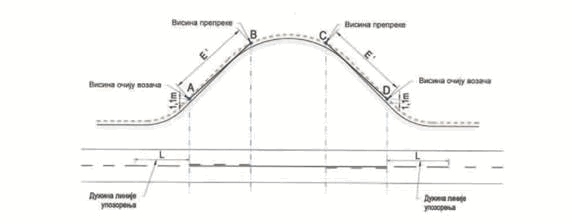 Висина препреке
Висина препреке
B
C
E'
E'
Висина очију возача
Висина очију возача
A
D
1,1m
1,1m
L
L
Дужина линије
упозорења
Дужина линије
упозорења